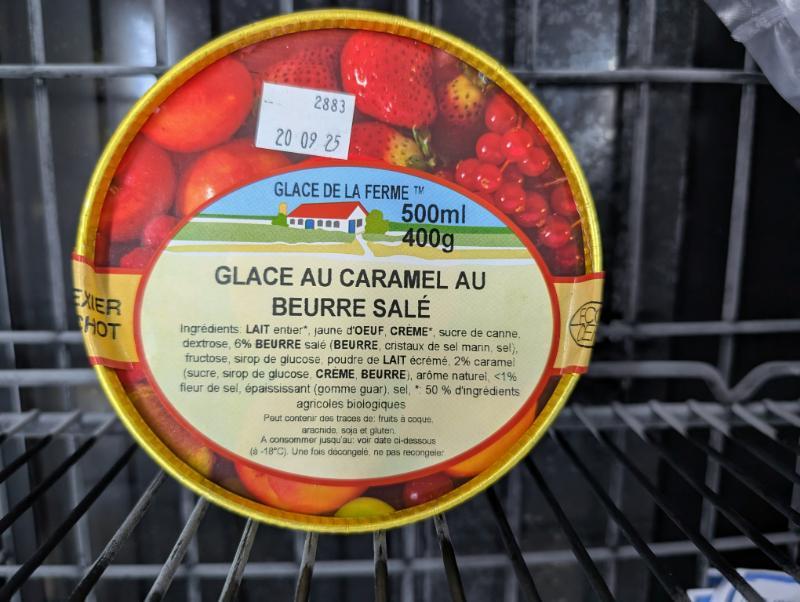 2883
20 09 25
GLACE DE LA FERME ™
500ml
400g
GLACE AU CARAMEL AU
BEURRE SALÉ
Ingrédients: LAIT entier*, jaune d'OEUF, CRÈME*, sucre de canne,
dextrose, 6% BEURRE salé (BEURRE, cristaux de sel marin, sel),
fructose, sirop de glucose, poudre de LAIT écrémé, 2% caramel
(sucre, sirop de glucose, CRÈME, BEURRE), arôme naturel, <1%
fleur de sel, épaississant (gomme guar), sel, *: 50 % d'ingrédients
agricoles biologiques
Peut contenir des traces de: fruits à coque,
arachide, soja et gluten.
A consommer jusqu'au: voir date ci-dessous
(à -18°C). Une fois décongelé, ne pas recongeler